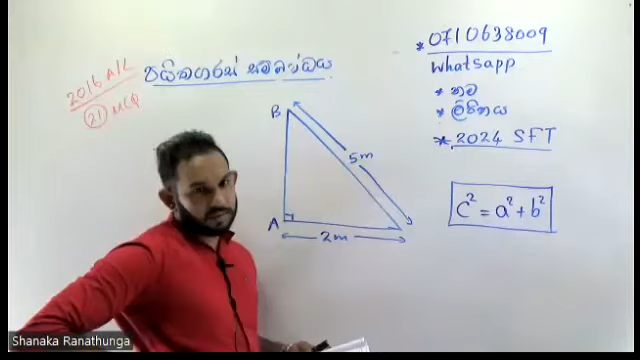 2016 A/L
21 MCQ
පයිතගරස් සම්බන්ධය
B
5m
A
2m
* 0710638009
Whatsapp
* නම
* ලිපිනය
* 2024 SFT
c² = a² + b²
Shanaka Ranathunga